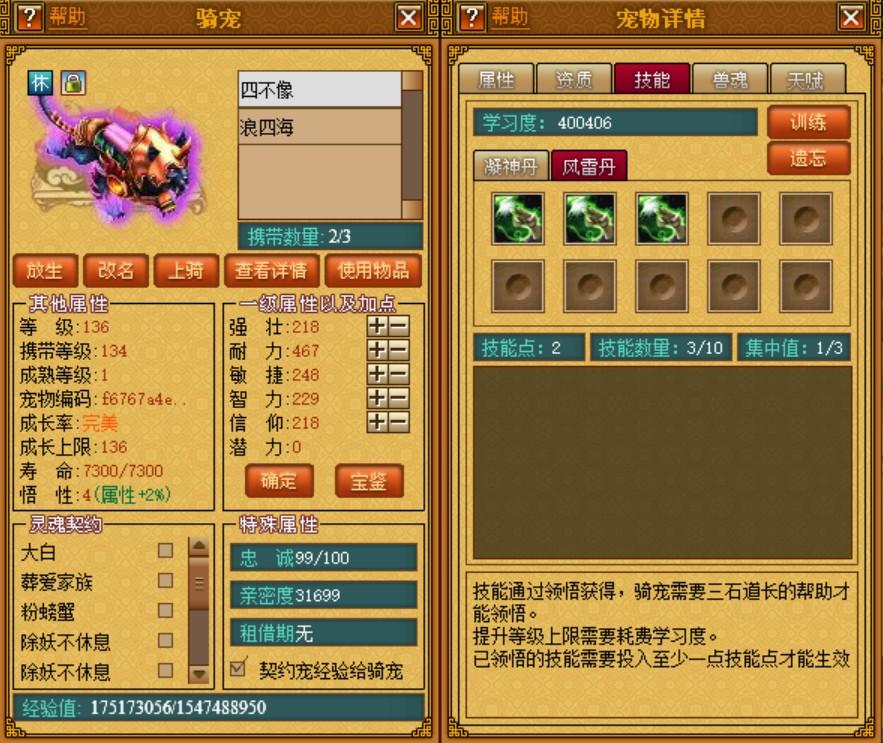 ? 帮助 骑宠 X
休
四不像
浪四海
携带数量: 2/3
放生 改名 上骑 查看详情 使用物品
其他属性
等 级:136
携带等级:134
成熟等级:1
宠物编码:f6767a4e..
成长率:完美
成长上限:136
寿 命:7300/7300
悟 性:4(属性+2%)
一级属性以及加点
强 壮:218 + −
耐 力:467 + −
敏 捷:248 + −
智 力:229 + −
信 仰:218 + −
潜 力:0
确定 宝鉴
灵魂契约
大白
葬爱家族
粉螃蟹
除妖不休息
除妖不休息
特殊属性
忠 诚99/100
亲密度31699
租借期无
契约宠经验给骑宠
经验值: 175173056/1547488950
? 帮助 宠物详情 X
属性 资质 技能 兽魂 天赋
学习度: 400406 训练
遗忘
凝神丹 风雷丹
技能点: 2 技能数量: 3/10 集中值: 1/3
技能通过领悟获得，骑宠需要三石道长的帮助才
能领悟。
提升等级上限需要耗费学习度。
已领悟的技能需要投入至少一点技能点才能生效